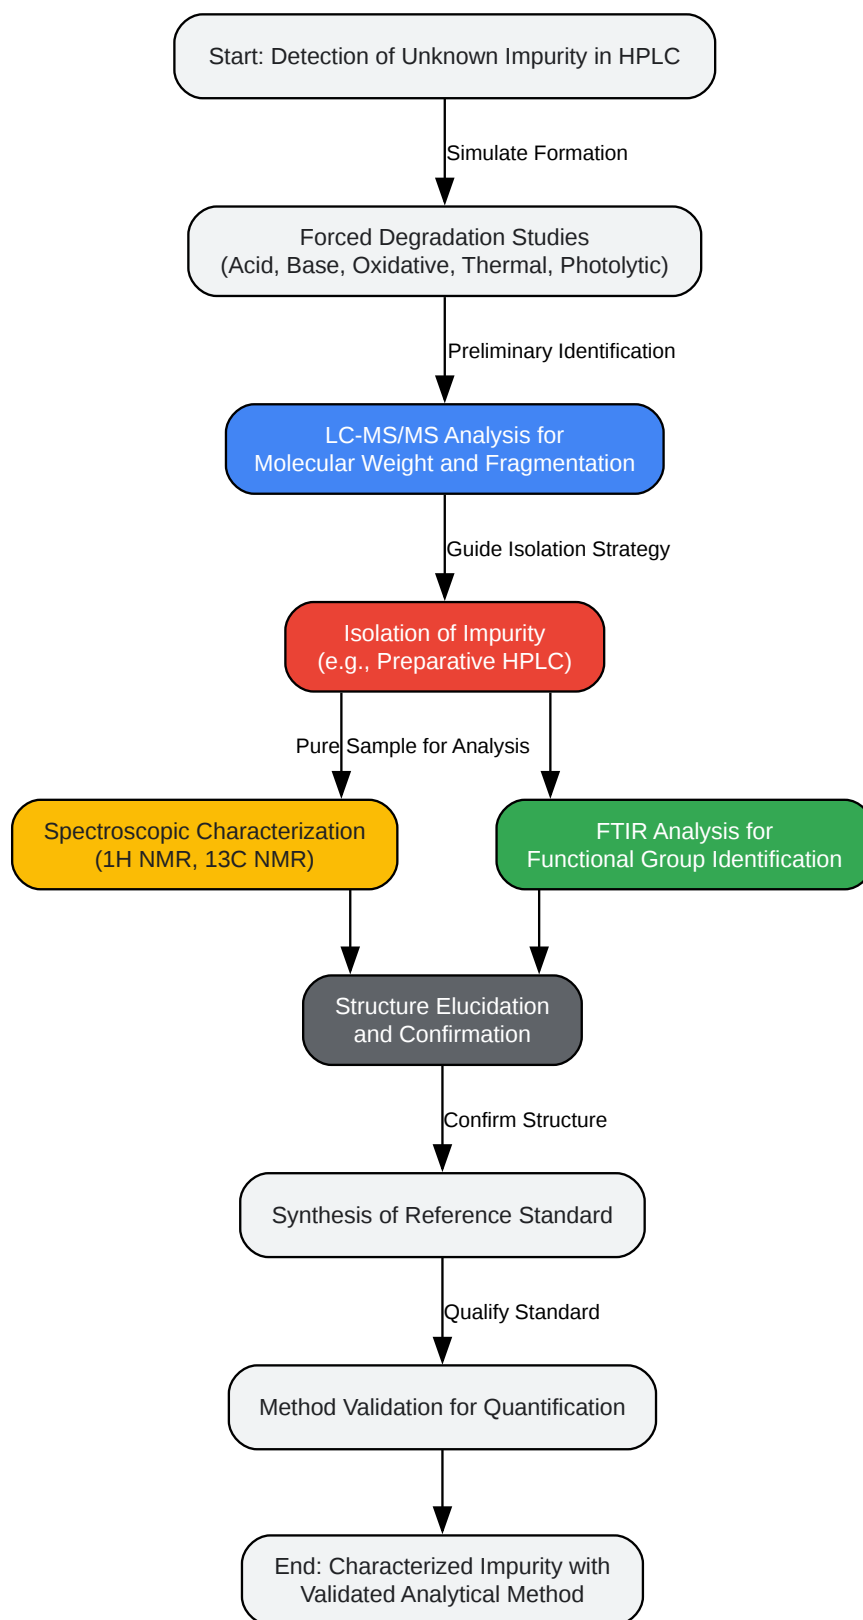 Start: Detection of Unknown Impurity in HPLC
Simulate Formation
Forced Degradation Studies
(Acid, Base, Oxidative, Thermal, Photolytic)
Preliminary Identification
LC-MS/MS Analysis for
Molecular Weight and Fragmentation
Guide Isolation Strategy
Isolation of Impurity
(e.g., Preparative HPLC)
Pure Sample for Analysis
Spectroscopic Characterization
(1H NMR, 13C NMR)
FTIR Analysis for
Functional Group Identification
Structure Elucidation
and Confirmation
Confirm Structure
Synthesis of Reference Standard
Qualify Standard
Method Validation for Quantification
End: Characterized Impurity with
Validated Analytical Method